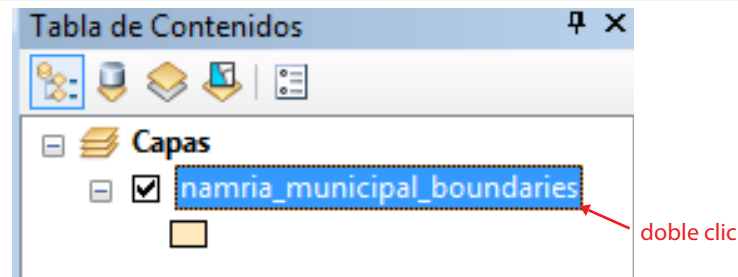 Tabla de Contenidos
Capas
namria_municipal_boundaries
doble clic